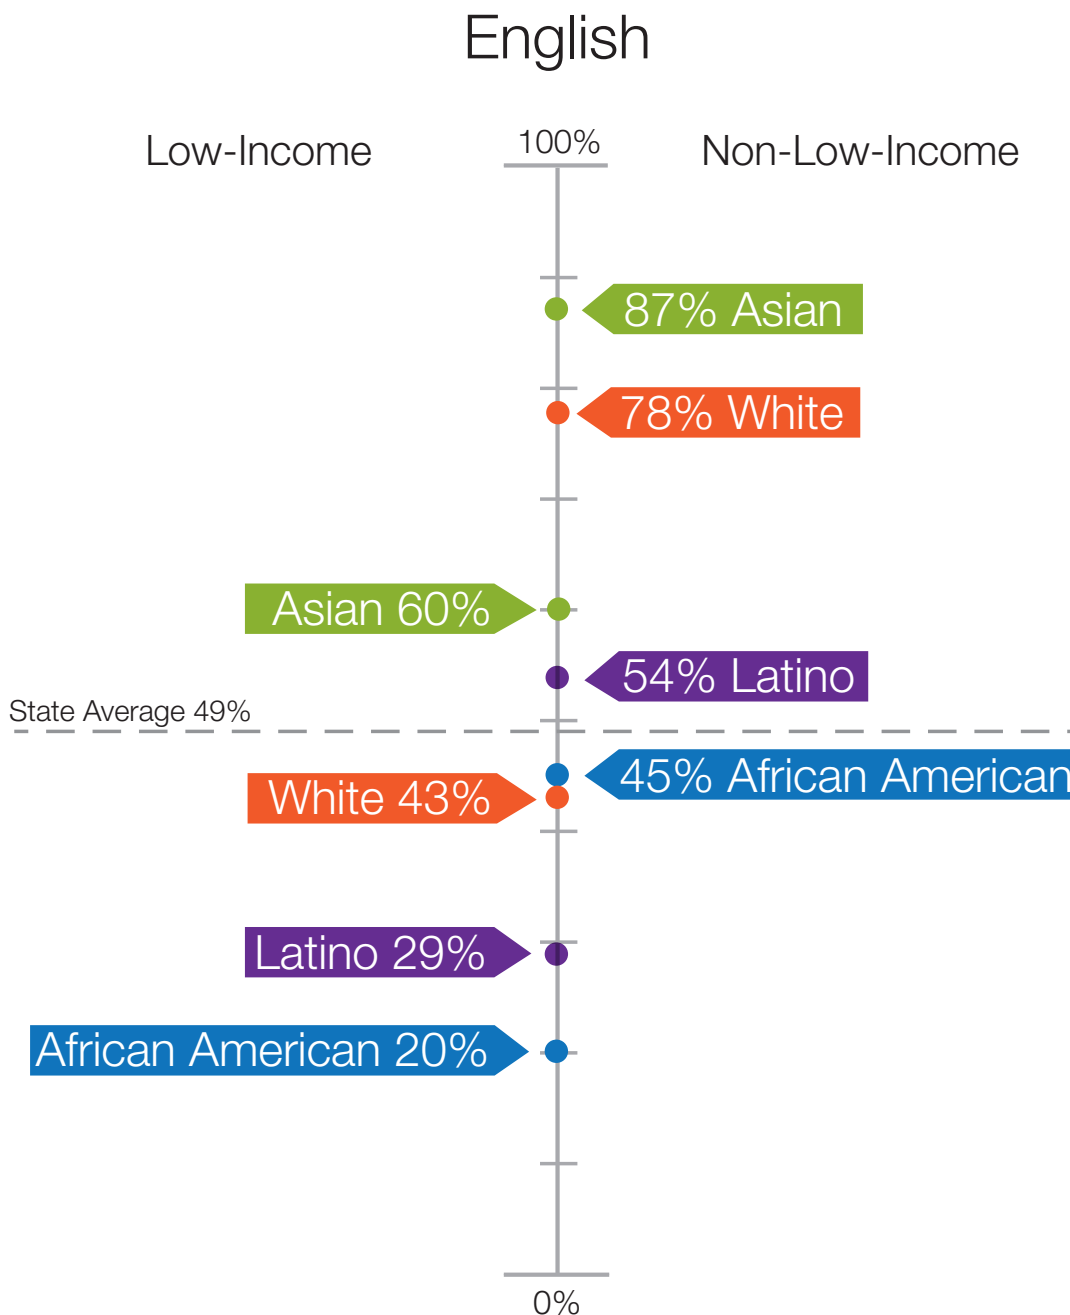 English
Low-Income
100%
Non-Low-Income
87% Asian
78% White
Asian 60%
54% Latino
State Average 49%
45% African American
White 43%
Latino 29%
African American 20%
0%